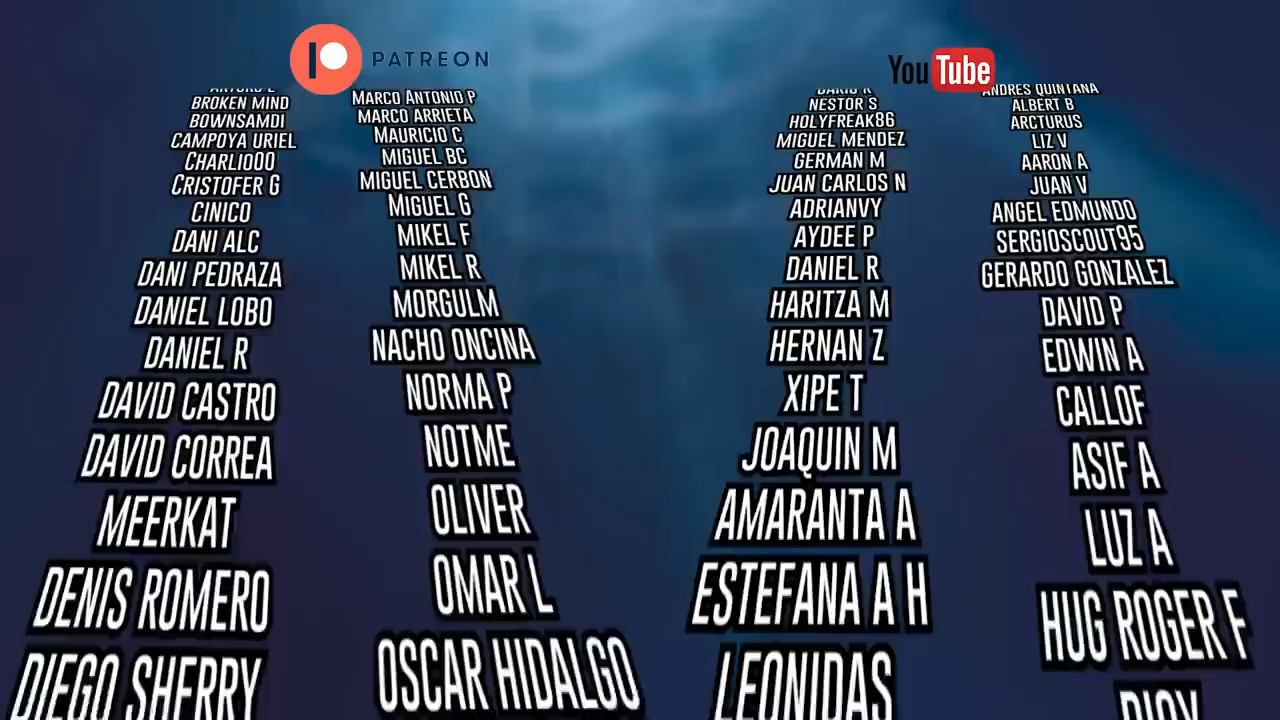 PATREON
BROKEN MIND
BOWNSAMDI
CAMPOYA URIEL
CHARLIO00
CRISTOFER G
CINICO
DANI ALC
DANI PEDRAZA
DANIEL LOBO
DANIEL R
DAVID CASTRO
DAVID CORREA
MEERKAT
DENIS ROMERO
DIEGO SHERRY
MARCO ANTONIO P
MARCO ARRIETA
MAURICIO C
MIGUEL BC
MIGUEL CERBON
MIGUEL G
MIKEL F
MIKEL R
MORGULM
NACHO ONCINA
NORMA P
NOTME
OLIVER
OMAR L
OSCAR HIDALGO
YouTube
NESTOR S
HOLYFREAK86
MIGUEL MENDEZ
GERMAN M
JUAN CARLOS N
ADRIANVY
AYDEE P
DANIEL R
HARITZA M
HERNAN Z
XIPE T
JOAQUIN M
AMARANTA A
ESTEFANA A H
LEONIDAS
ANDRES QUINTANA
ALBERT B
ARCTURUS
LIZ V
AARON A
JUAN V
ANGEL EDMUNDO
SERGIOSCOUT95
GERARDO GONZALEZ
DAVID P
EDWIN A
CALLOF
ASIF A
LUZ A
HUG ROGER F